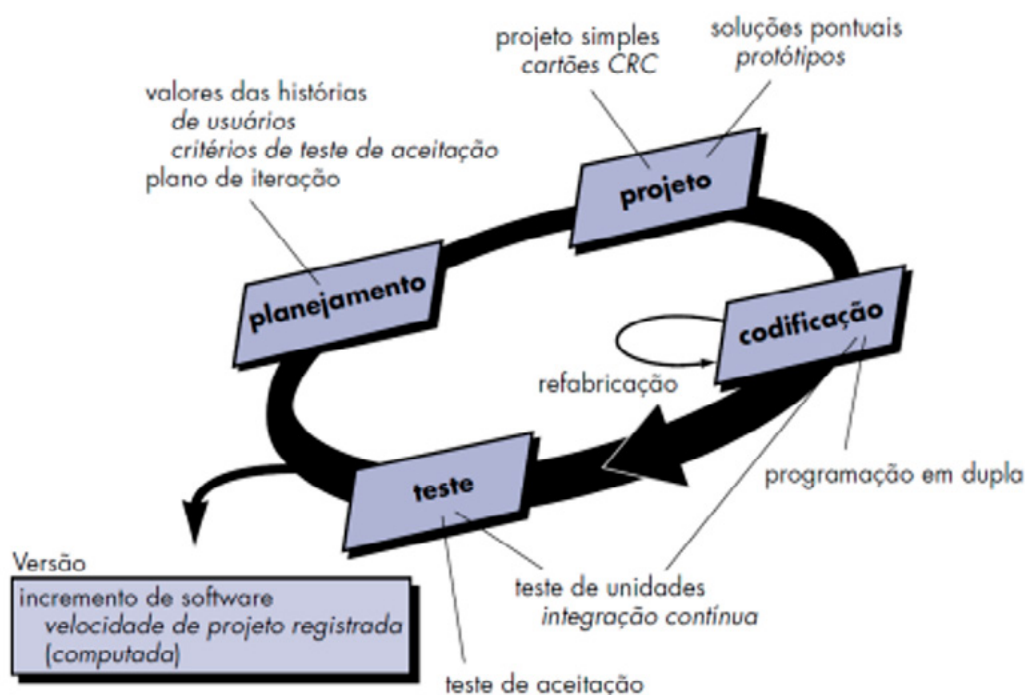 projeto simples
cartões CRC
soluções pontuais
protótipos
valores das histórias
de usuários
critérios de teste de aceitação
plano de iteração
projeto
planejamento
codificação
refabricação
programação em dupla
teste
Versão
incremento de software
velocidade de projeto registrada
(computada)
teste de unidades
integração contínua
teste de aceitação